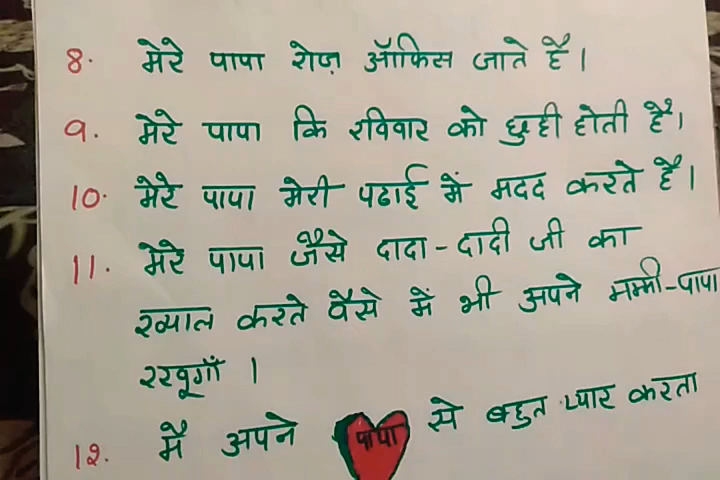 8. मेरे पापा रोज़ ऑफिस जाते है।
9. मेरे पापा कि रविवार को छुट्टी होती है।
10. मेरे पापा मेरी पढाई में मदद करते है।
11. मेरे पापा जैसे दादा-दादी जी का
ख्याल करते वैसे में भी अपने मम्मी-पापा
रखूगाँ ।
12. मै अपने पापा से बहुत प्यार करता